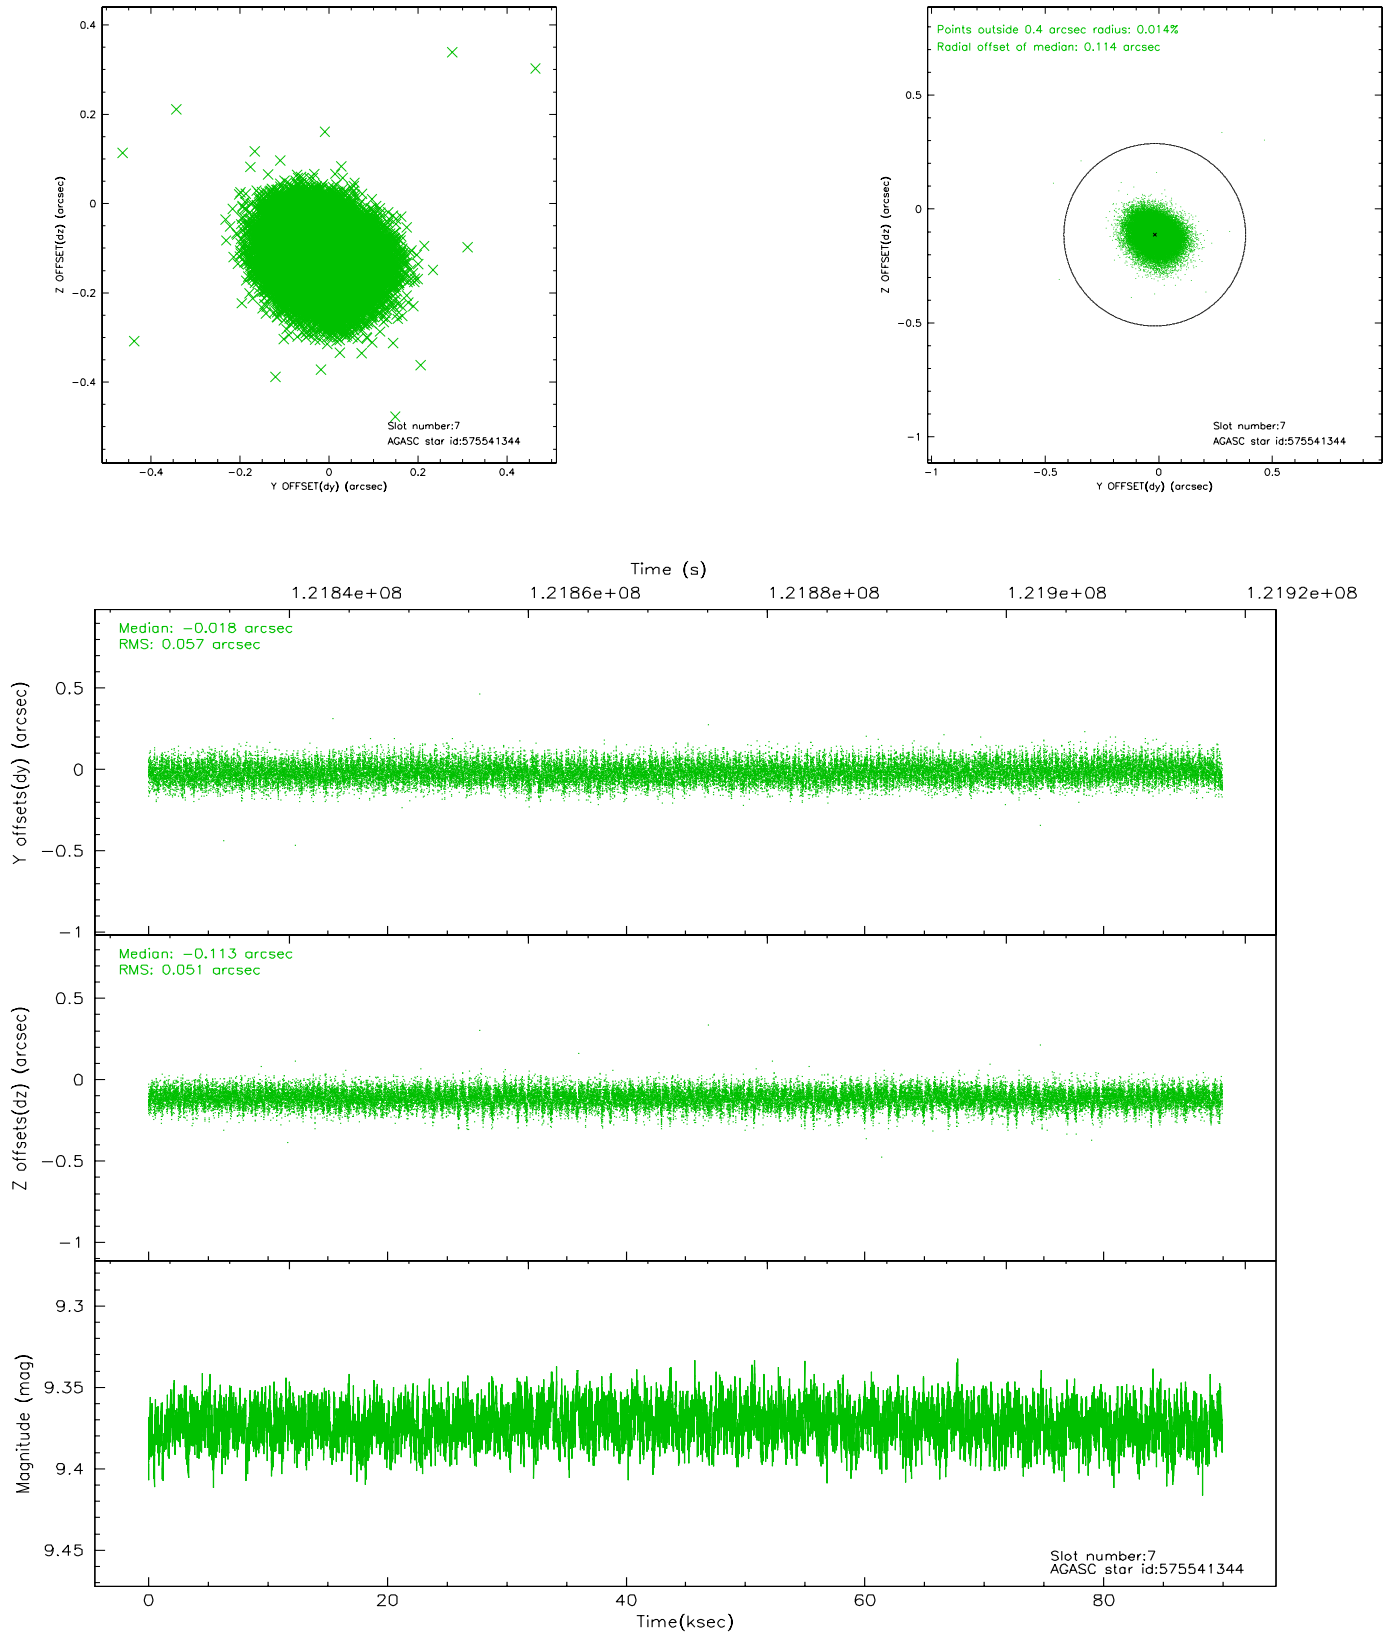 0.4
0.2
0
−0.2
−0.4
Z OFFSET(dz) (arcsec)
−0.4
−0.2
0
0.2
0.4
Y OFFSET(dy) (arcsec)
Slot number:7
AGASC star id:575541344
Points outside 0.4 arcsec radius: 0.014%
Radial offset of median: 0.114 arcsec
0.5
0
−0.5
−1
Z OFFSET(dz) (arcsec)
−1
−0.5
0
0.5
Y OFFSET(dy) (arcsec)
Slot number:7
AGASC star id:575541344
Time (s)
1.2184e+08
1.2186e+08
1.2188e+08
1.219e+08
1.2192e+08
Median: −0.018 arcsec
RMS: 0.057 arcsec
0.5
0
−0.5
−1
Y offsets(dy) (arcsec)
Median: −0.113 arcsec
RMS: 0.051 arcsec
0.5
0
−0.5
−1
Z offsets(dz) (arcsec)
9.3
9.35
9.4
9.45
Magnitude (mag)
Slot number:7
AGASC star id:575541344
0
20
40
60
80
Time(ksec)